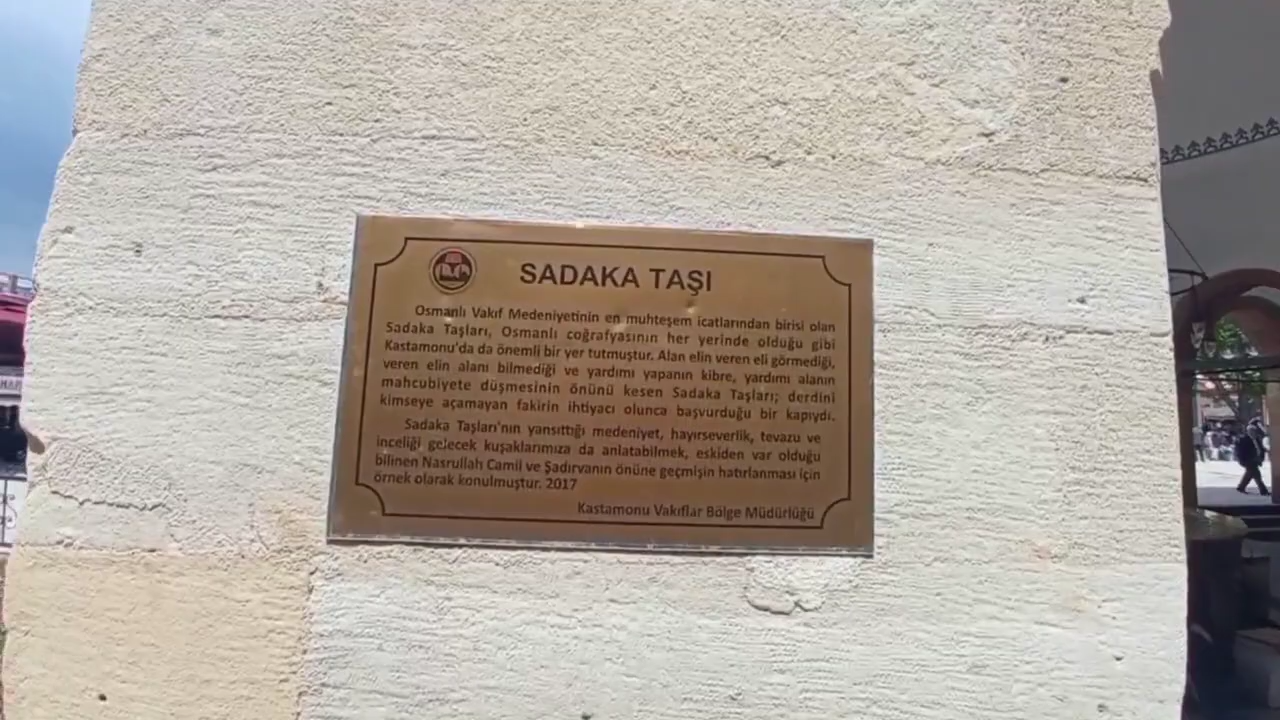 SADAKA TAŞI
Osmanlı Vakıf Medeniyetinin en muhteşem icatlarından birisi olan
Sadaka Taşları, Osmanlı coğrafyasının her yerinde olduğu gibi
Kastamonu'da da önemli bir yer tutmuştur. Alan elin veren eli görmediği,
veren elin alanı bilmediği ve yardımı yapanın kibre, yardımı alanın
mahcubiyete düşmesinin önünü kesen Sadaka Taşları; derdini
kimseye açamayan fakirin ihtiyacı olunca başvurduğu bir kapıydı.
Sadaka Taşları'nın yansıttığı medeniyet, hayırseverlik, tevazu ve
inceliği gelecek kuşaklarımıza da anlatabilmek, eskiden var olduğu
bilinen Nasrullah Camii ve Şadırvanın önüne geçmişin hatırlanması için
örnek olarak konulmuştur. 2017
Kastamonu Vakıflar Bölge Müdürlüğü